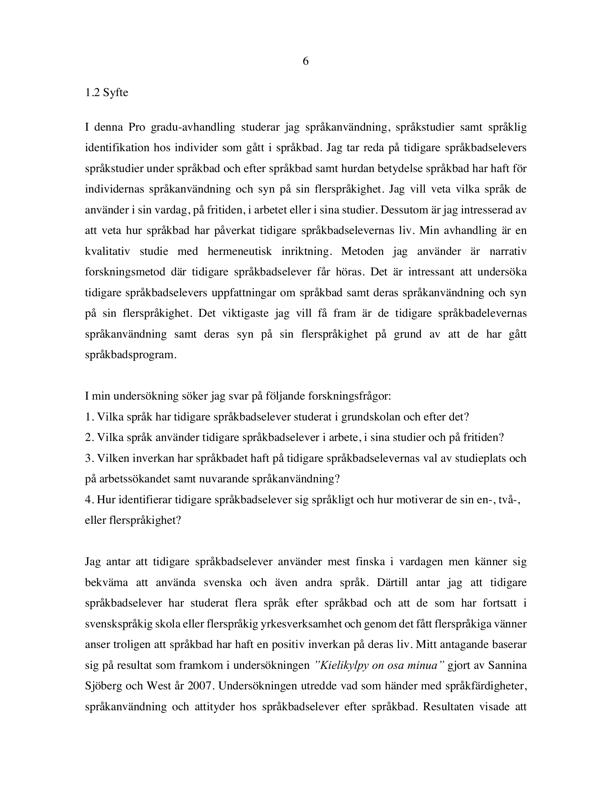 6
1.2 Syfte
I denna Pro gradu-avhandling studerar jag språkanvändning, språkstudier samt språklig
identifikation hos individer som gått i språkbad. Jag tar reda på tidigare språkbadselevers
språkstudier under språkbad och efter språkbad samt hurdan betydelse språkbad har haft för
individernas språkanvändning och syn på sin flerspråkighet. Jag vill veta vilka språk de
använder i sin vardag, på fritiden, i arbetet eller i sina studier. Dessutom är jag intresserad av
att veta hur språkbad har påverkat tidigare språkbadselevernas liv. Min avhandling är en
kvalitativ studie med hermeneutisk inriktning. Metoden jag använder är narrativ
forskningsmetod där tidigare språkbadselever får höras. Det är intressant att undersöka
tidigare språkbadselevers uppfattningar om språkbad samt deras språkanvändning och syn
på sin flerspråkighet. Det viktigaste jag vill få fram är de tidigare språkbadelevernas
språkanvändning samt deras syn på sin flerspråkighet på grund av att de har gått
språkbadsprogram.
I min undersökning söker jag svar på följande forskningsfrågor:
1. Vilka språk har tidigare språkbadselever studerat i grundskolan och efter det?
2. Vilka språk använder tidigare språkbadselever i arbete, i sina studier och på fritiden?
3. Vilken inverkan har språkbadet haft på tidigare språkbadselevernas val av studieplats och
på arbetssökandet samt nuvarande språkanvändning?
4. Hur identifierar tidigare språkbadselever sig språkligt och hur motiverar de sin en-, två-,
eller flerspråkighet?
Jag antar att tidigare språkbadselever använder mest finska i vardagen men känner sig
bekväma att använda svenska och även andra språk. Därtill antar jag att tidigare
språkbadselever har studerat flera språk efter språkbad och att de som har fortsatt i
svenskspråkig skola eller flerspråkig yrkesverksamhet och genom det fått flerspråkiga vänner
anser troligen att språkbad har haft en positiv inverkan på deras liv. Mitt antagande baserar
sig på resultat som framkom i undersökningen ”Kielikylpy on osa minua” gjort av Sannina
Sjöberg och West år 2007. Undersökningen utredde vad som händer med språkfärdigheter,
språkanvändning och attityder hos språkbadselever efter språkbad. Resultaten visade att